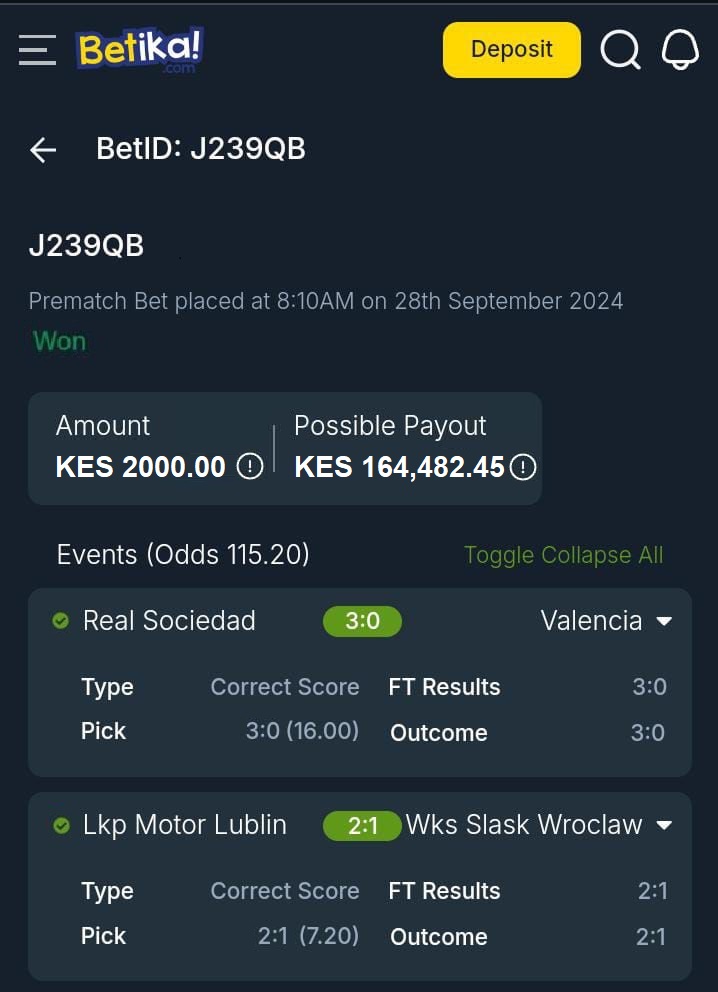 Betika!
.com
Deposit
BetID: J239QB
J239QB
Prematch Bet placed at 8:10AM on 28th September 2024
Won
Amount Possible Payout
KES 2000.00 KES 164,482.45
Events (Odds 115.20) Toggle Collapse All
Real Sociedad 3:0 Valencia
Type Correct Score FT Results 3:0
Pick 3:0 (16.00) Outcome 3:0
Lkp Motor Lublin 2:1 Wks Slask Wroclaw
Type Correct Score FT Results 2:1
Pick 2:1 (7.20) Outcome 2:1